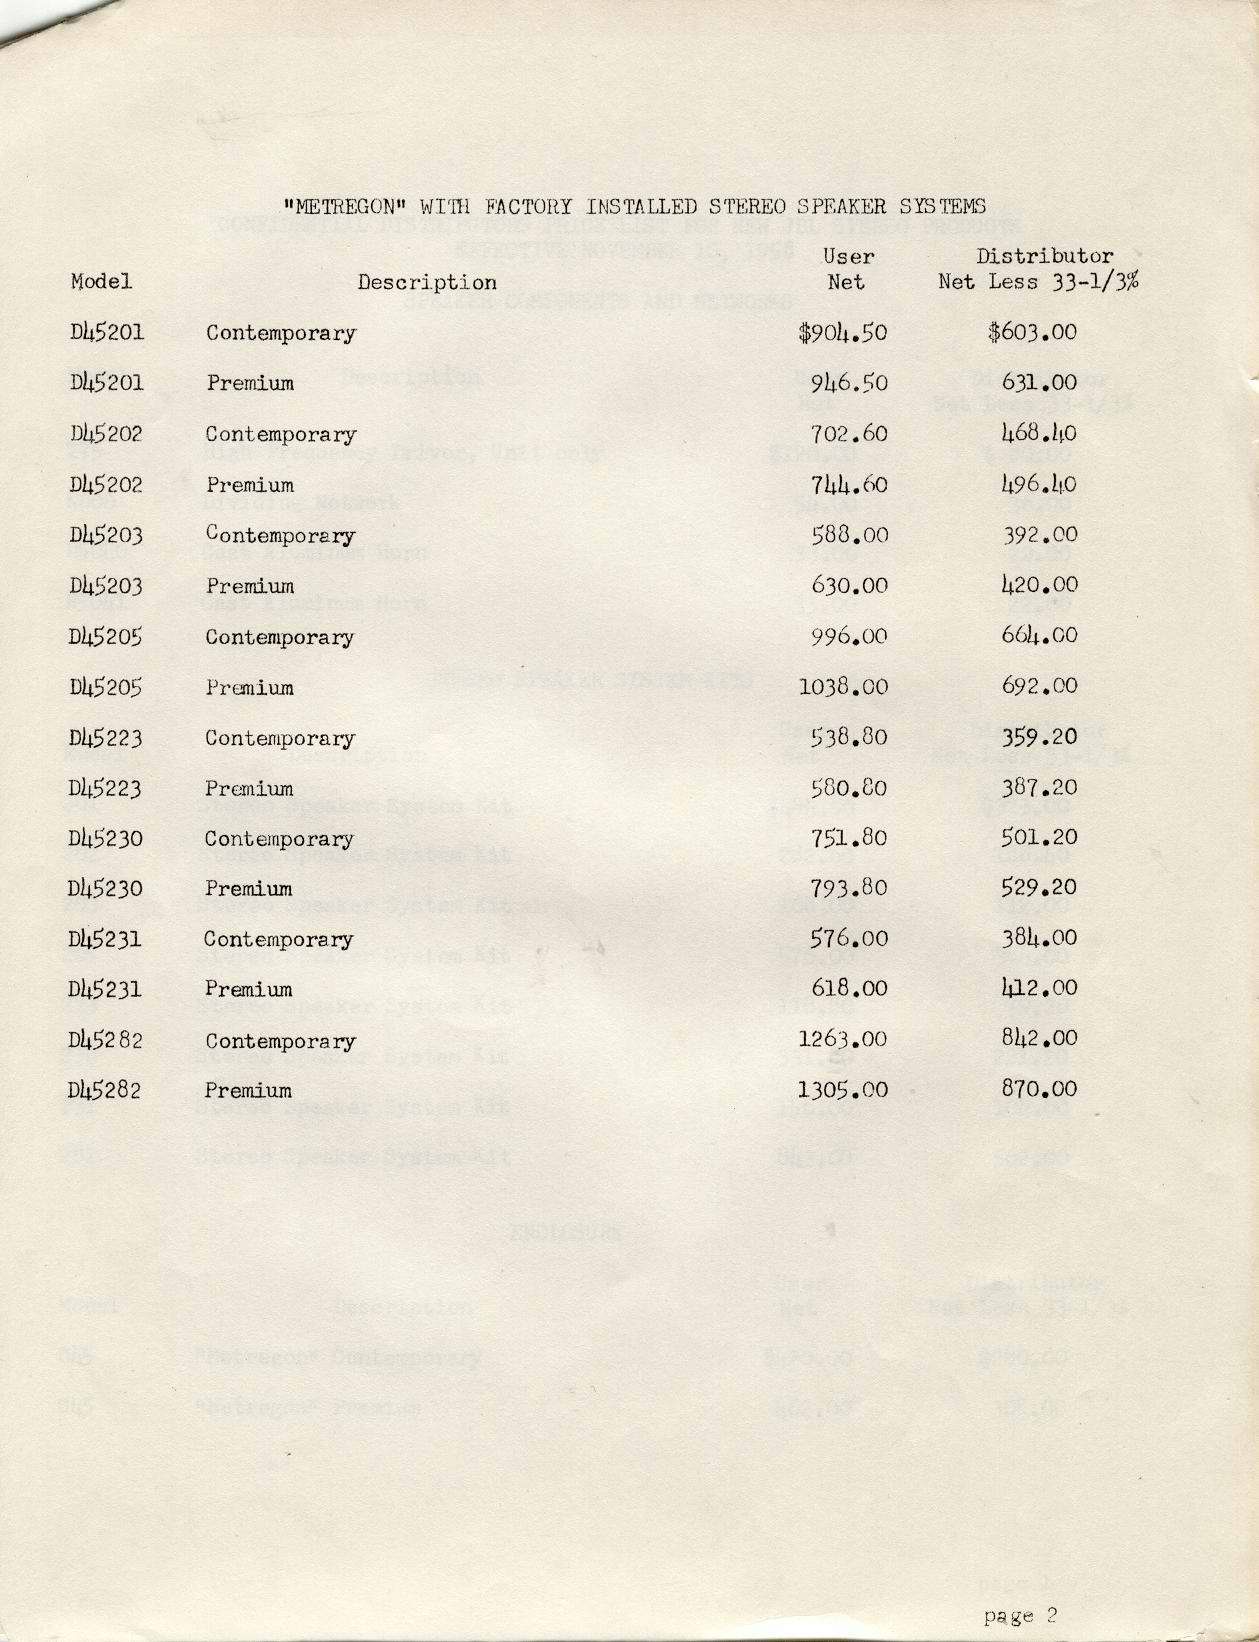 "METREGON" WITH FACTORY INSTALLED STEREO SPEAKER SYSTEMS
User Distributor
Model Description Net Net Less 33-1/3%
D45201 Contemporary $904.50 $603.00
D45201 Premium 946.50 631.00
D45202 Contemporary 702.60 468.40
D45202 Premium 744.60 496.40
D45203 Contemporary 588.00 392.00
D45203 Premium 630.00 420.00
D45205 Contemporary 996.00 664.00
D45205 Premium 1038.00 692.00
D45223 Contemporary 538.80 359.20
D45223 Premium 580.80 387.20
D45230 Contemporary 751.80 501.20
D45230 Premium 793.80 529.20
D45231 Contemporary 576.00 384.00
D45231 Premium 618.00 412.00
D45282 Contemporary 1263.00 842.00
D45282 Premium 1305.00 870.00
page 2